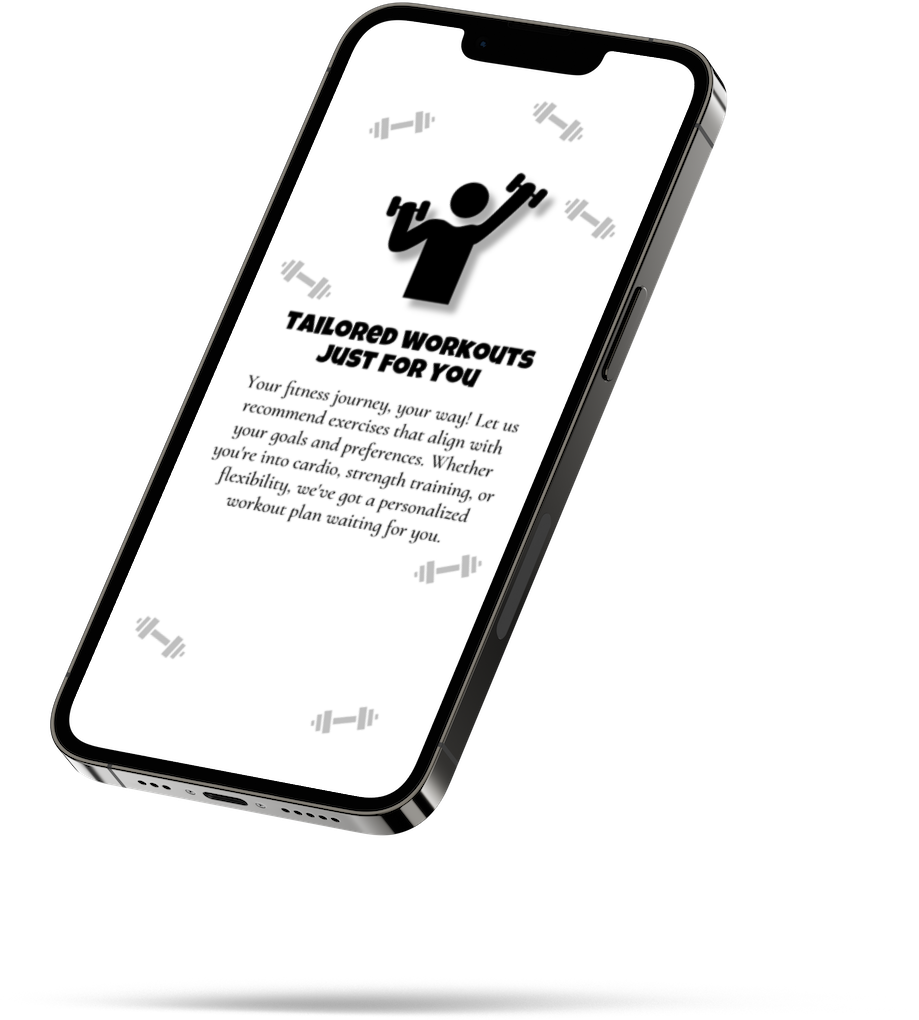 TAILORED WORKOUTS
JUST FOR YOU
Your fitness journey, your way! Let us
recommend exercises that align with
your goals and preferences. Whether
you're into cardio, strength training, or
flexibility, we've got a personalized
workout plan waiting for you.